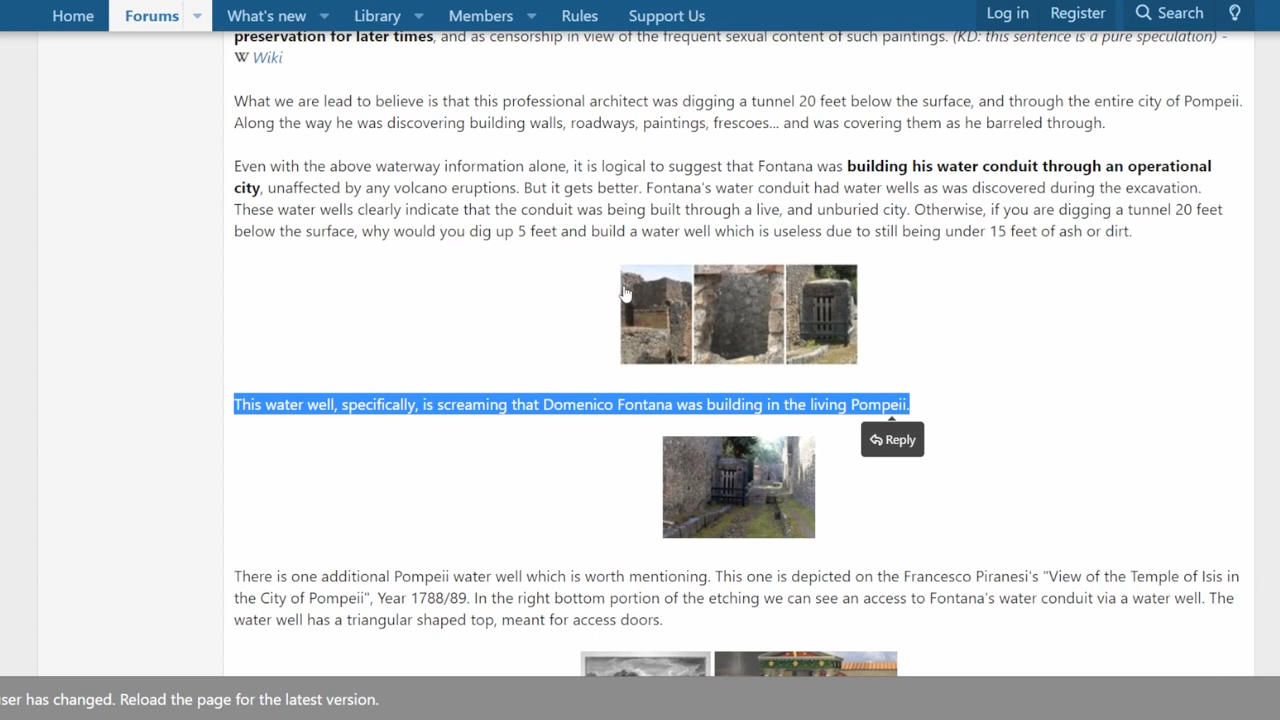 Home Forums What's new Library Members Rules Support Us Log in Register Search
preservation for later times, and as censorship in view of the frequent sexual content of such paintings. (KD: this sentence is a pure speculation) -
W Wiki
What we are lead to believe is that this professional architect was digging a tunnel 20 feet below the surface, and through the entire city of Pompeii.
Along the way he was discovering building walls, roadways, paintings, frescoes... and was covering them as he barreled through.
Even with the above waterway information alone, it is logical to suggest that Fontana was building his water conduit through an operational
city, unaffected by any volcano eruptions. But it gets better. Fontana's water conduit had water wells as was discovered during the excavation.
These water wells clearly indicate that the conduit was being built through a live, and unburied city. Otherwise, if you are digging a tunnel 20 feet
below the surface, why would you dig up 5 feet and build a water well which is useless due to still being under 15 feet of ash or dirt.
This water well, specifically, is screaming that Domenico Fontana was building in the living Pompeii.
Reply
There is one additional Pompeii water well which is worth mentioning. This one is depicted on the Francesco Piranesi's "View of the Temple of Isis in
the City of Pompeii", Year 1788/89. In the right bottom portion of the etching we can see an access to Fontana's water conduit via a water well. The
water well has a triangular shaped top, meant for access doors.
ser has changed. Reload the page for the latest version.